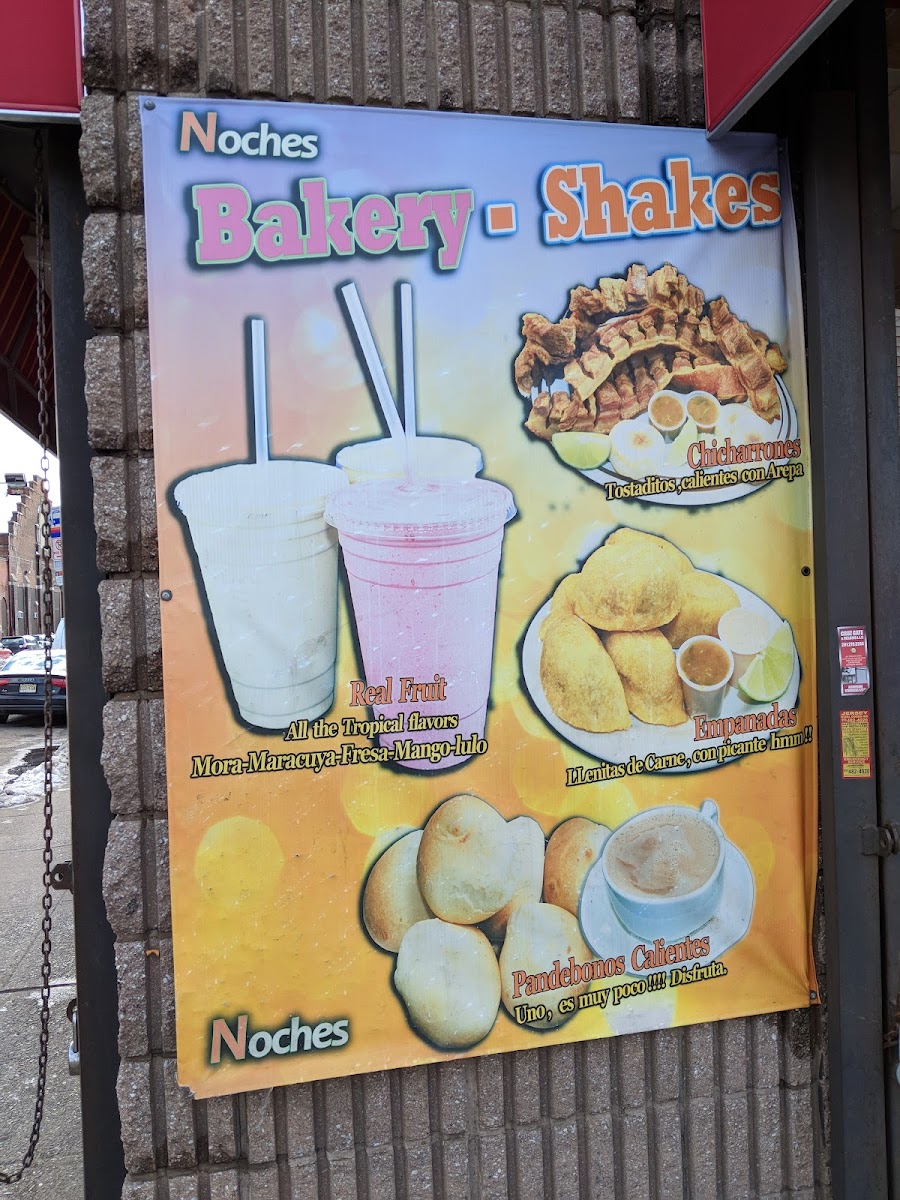 Noches
Bakery - Shakes
Chicharrones
Tostaditos, calientes con Arepa
Real Fruit
All the Tropical flavors
Mora-Maracuya-Fresa-Mango-lulo
Empanadas
LLenitas de Carne, con picante hmm!!
Pandebonos Calientes
Uno, es muy poco!!!! Disfruta.
Noches